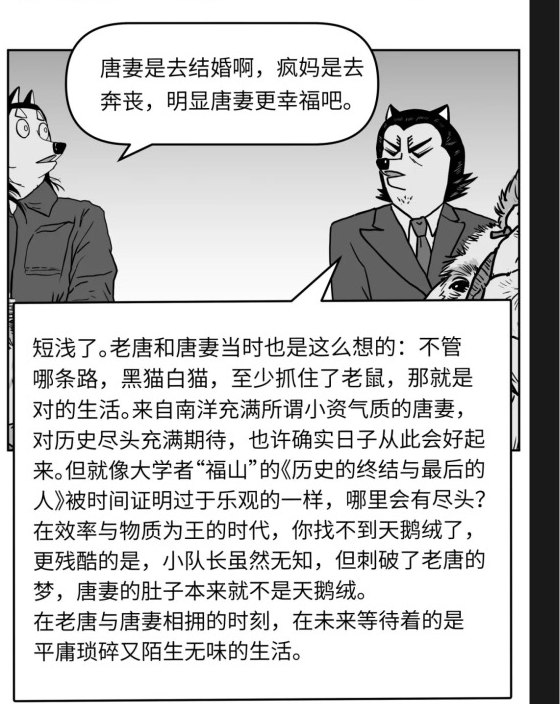 唐妻是去结婚啊，疯妈是去
奔丧，明显唐妻更幸福吧。
短浅了。老唐和唐妻当时也是这么想的：不管
哪条路，黑猫白猫，至少抓住了老鼠，那就是
对的生活。来自南洋充满所谓小资气质的唐妻，
对历史尽头充满期待，也许确实日子从此会好起
来。但就像大学者“福山”的《历史的终结与最后的
人》被时间证明过于乐观的一样，哪里会有尽头？
在效率与物质为王的时代，你找不到天鹅绒了，
更残酷的是，小队长虽然无知，但刺破了老唐的
梦，唐妻的肚子本来就不是天鹅绒。
在老唐与唐妻相拥的时刻，在未来等待着的是
平庸琐碎又陌生无味的生活。